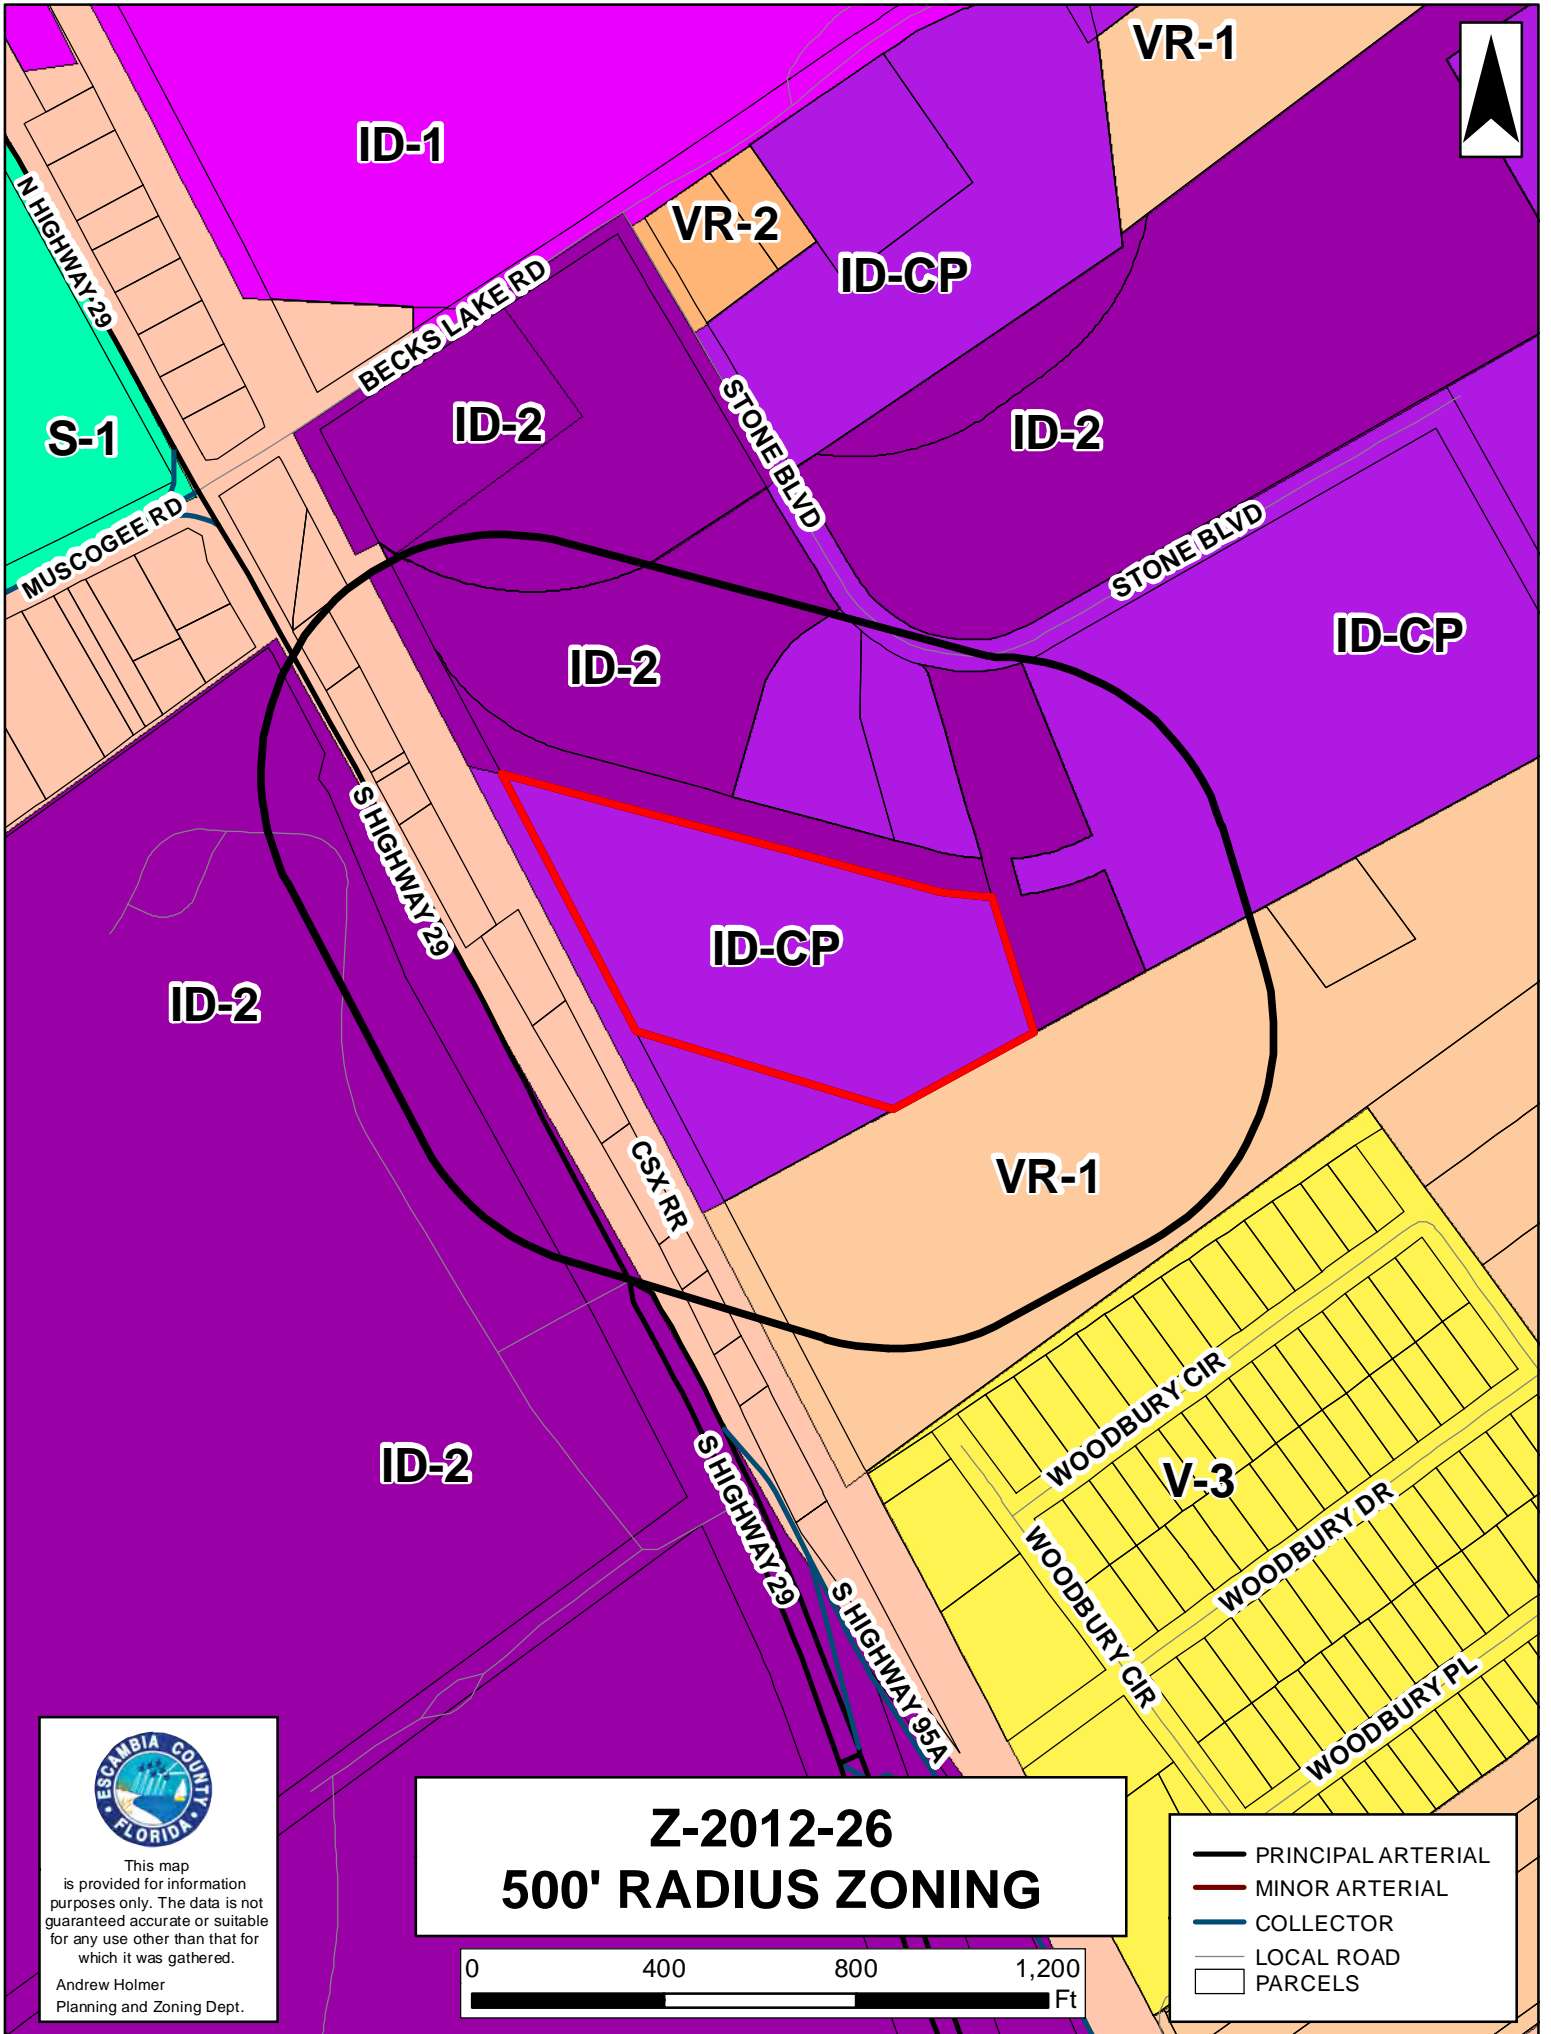 VR-1
ID-1
VR-2
N HIGHWAY 29
ID-CP
BECKS LAKE RD
S-1
ID-2
STONE BLVD
ID-2
MUSCOGEE RD
STONE BLVD
ID-CP
ID-2
S HIGHWAY 29
ID-CP
ID-2
CSX RR
VR-1
WOODBURY CIR
ID-2
S HIGHWAY 29
V-3
WOODBURY DR
WOODBURY CIR
S HIGHWAY 95A
WOODBURY PL
ESCAMBIA COUNTY
FLORIDA
This map
is provided for information
purposes only. The data is not
guaranteed accurate or suitable
for any use other than that for
which it was gathered.
Andrew Holmer
Planning and Zoning Dept.
Z-2012-26
500' RADIUS ZONING
0 400 800 1,200
Ft
PRINCIPAL ARTERIAL
MINOR ARTERIAL
COLLECTOR
LOCAL ROAD
PARCELS